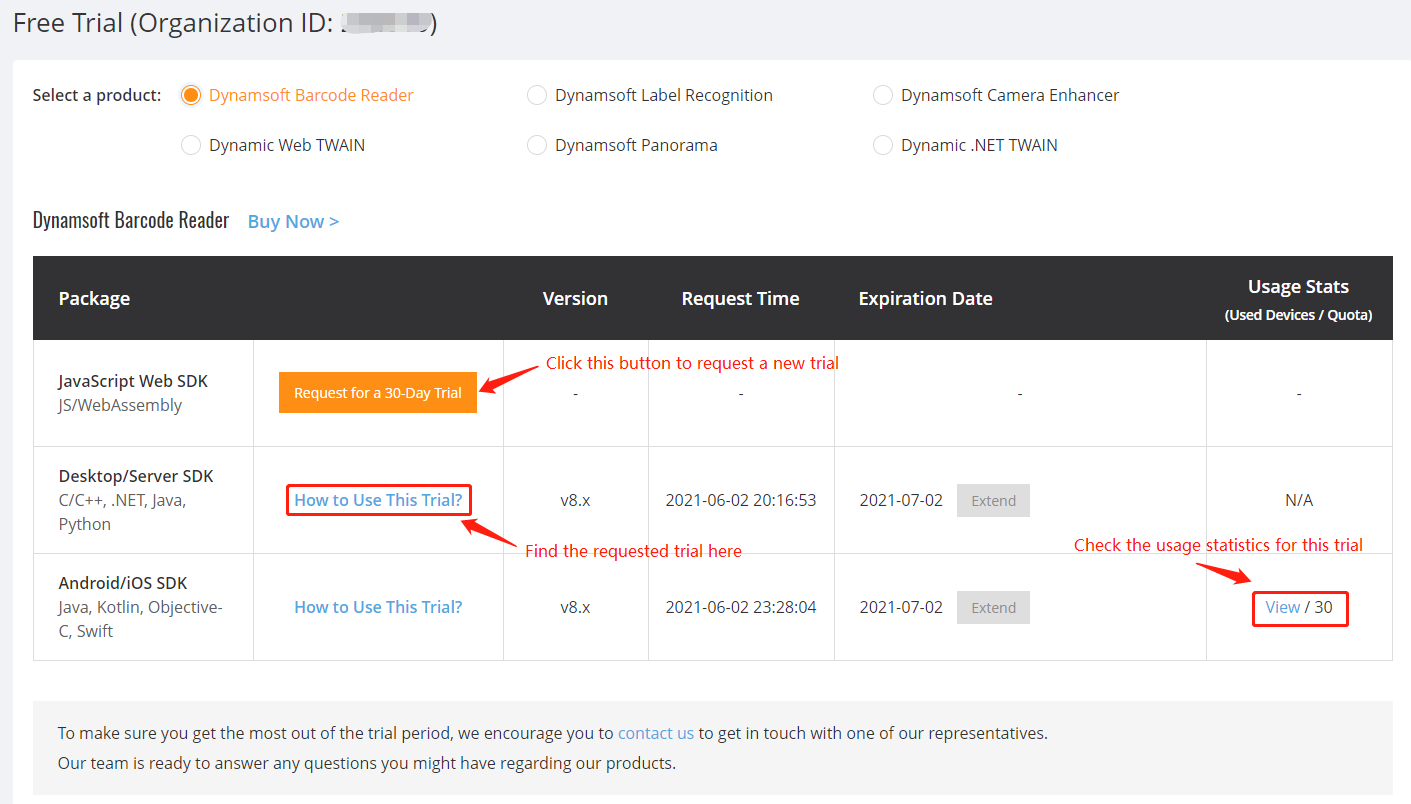 Free Trial (Organization ID: )
Select a product:
Dynamsoft Barcode Reader
Dynamsoft Label Recognition
Dynamsoft Camera Enhancer
Dynamic Web TWAIN
Dynamsoft Panorama
Dynamic .NET TWAIN
Dynamsoft Barcode Reader Buy Now >
Package
Version
Request Time
Expiration Date
Usage Stats
(Used Devices / Quota)
Click this button to request a new trial
JavaScript Web SDK
JS/WebAssembly
Request for a 30-Day Trial
-
-
-
-
Desktop/Server SDK
C/C++, .NET, Java,
Python
How to Use This Trial?
v8.x
2021-06-02 20:16:53
2021-07-02
Extend
N/A
Find the requested trial here
Check the usage statistics for this trial
Android/iOS SDK
Java, Kotlin, Objective-
C, Swift
How to Use This Trial?
v8.x
2021-06-02 23:28:04
2021-07-02
Extend
View / 30
To make sure you get the most out of the trial period, we encourage you to contact us to get in touch with one of our representatives.
Our team is ready to answer any questions you might have regarding our products.